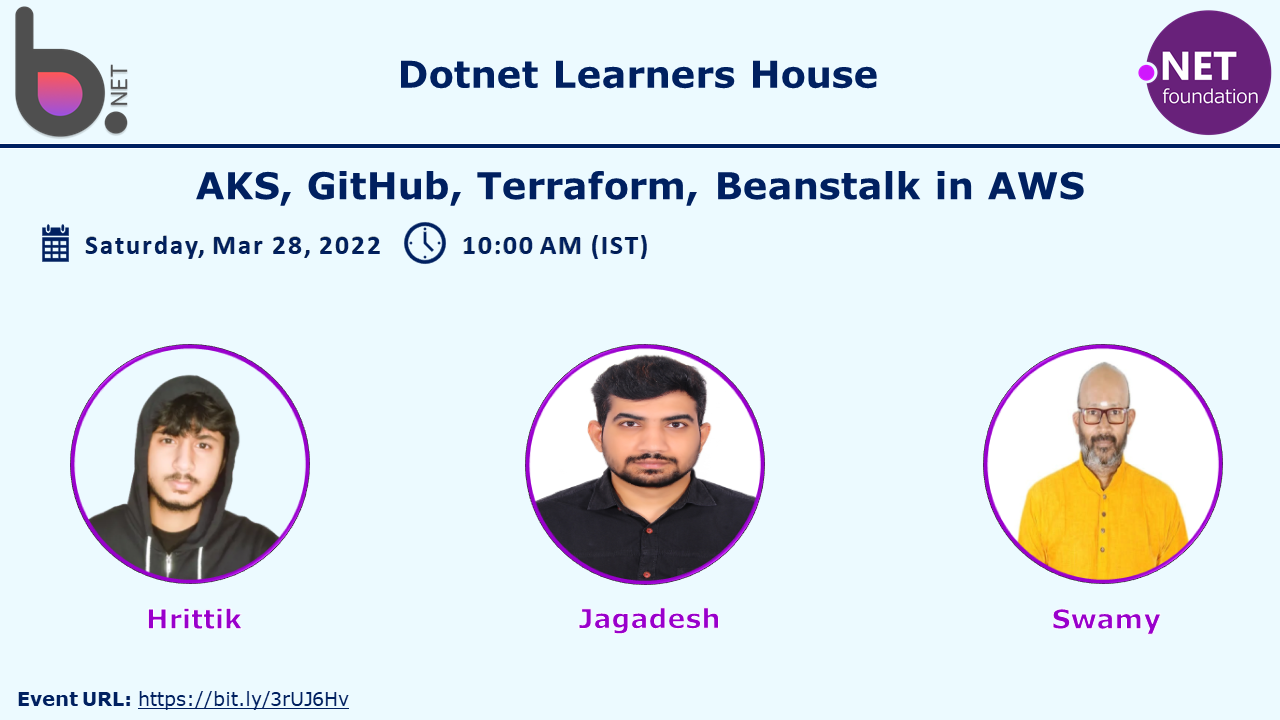 .NET
Dotnet Learners House
.NET
foundation
AKS, GitHub, Terraform, Beanstalk in AWS
Saturday, Mar 28, 2022 10:00 AM (IST)
Hrittik Jagadesh Swamy
Event URL: https://bit.ly/3rUJ6Hv